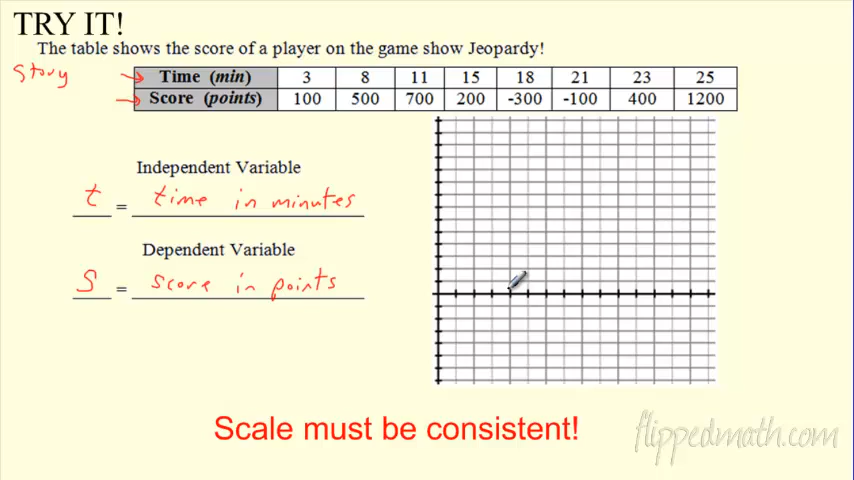 TRY IT!
The table shows the score of a player on the game show Jeopardy!
Story
Time (min) 3 8 11 15 18 21 23 25
Score (points) 100 500 700 200 -300 -100 400 1200
Independent Variable
t = time in minutes
Dependent Variable
S = score in points
Scale must be consistent!
flippedmath.com